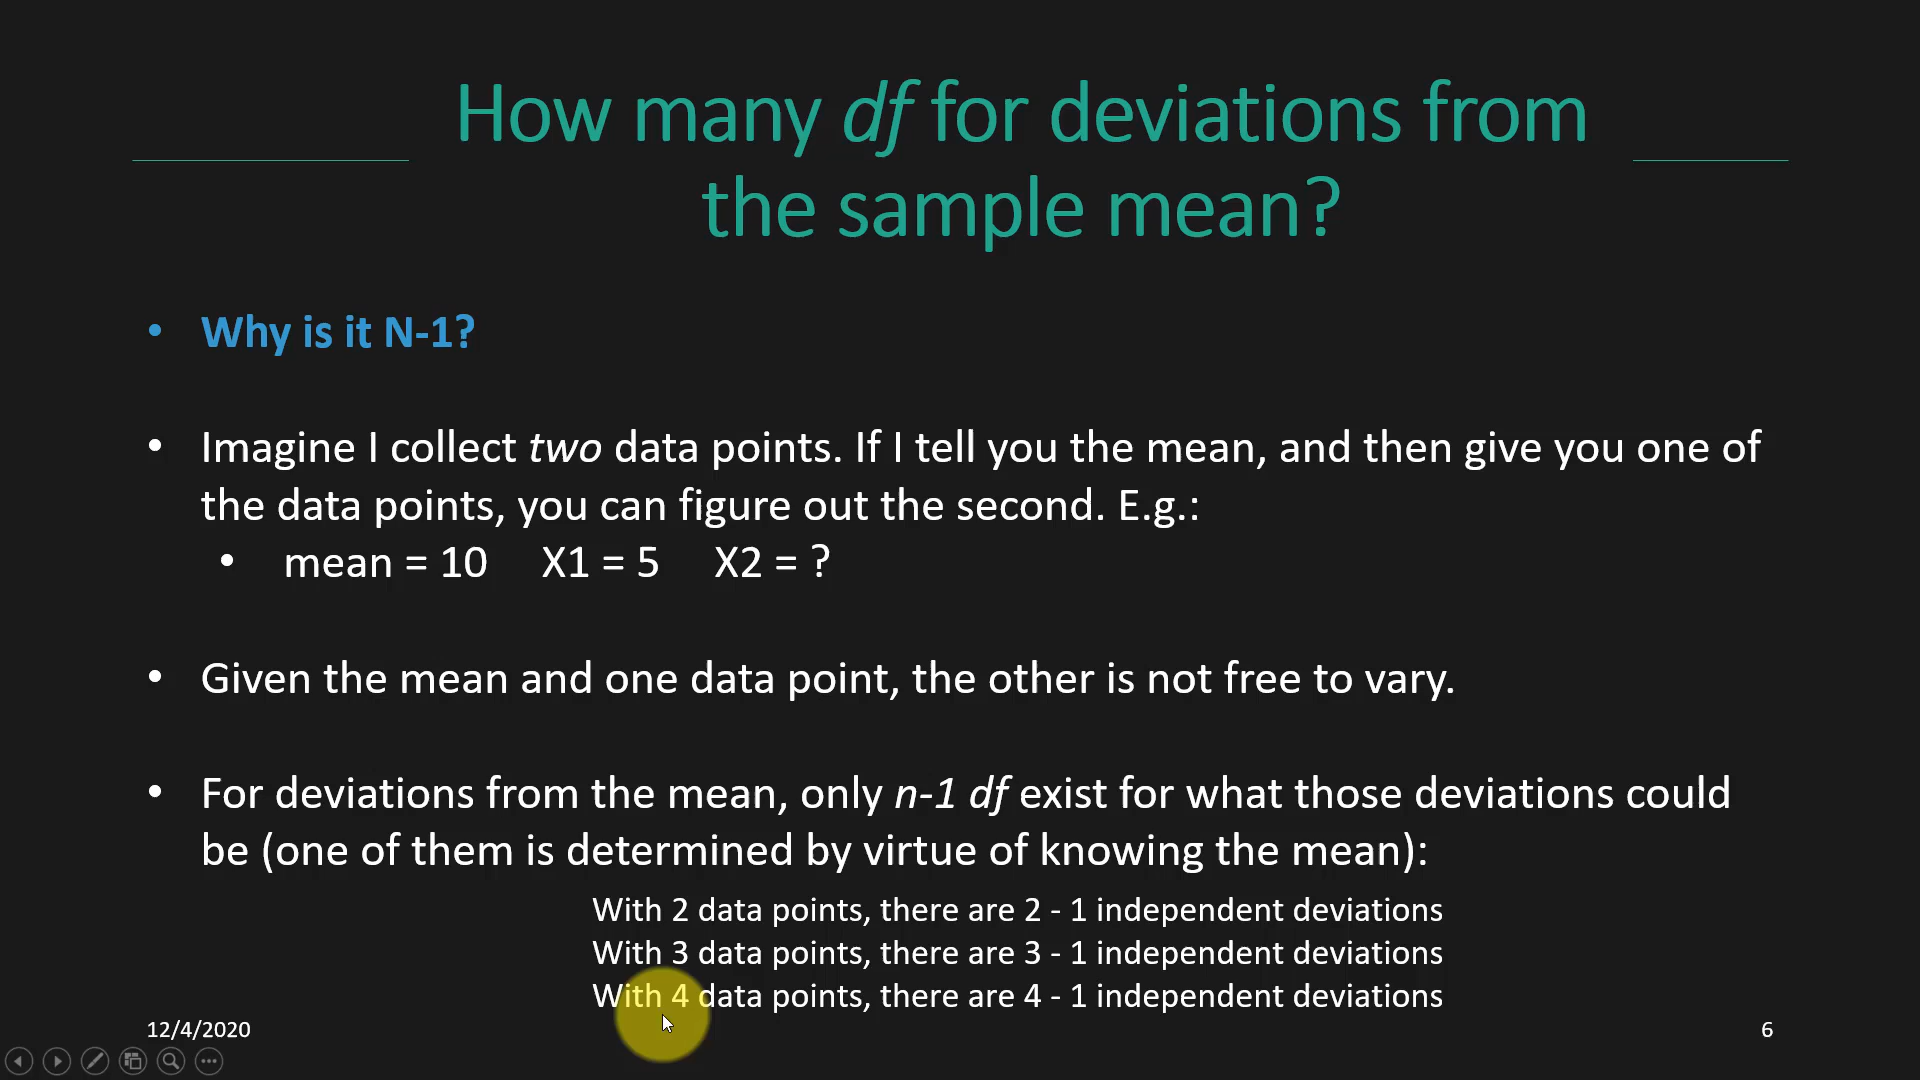 How many df for deviations from
the sample mean?
• Why is it N-1?
• Imagine I collect two data points. If I tell you the mean, and then give you one of
the data points, you can figure out the second. E.g.:
• mean = 10 X1 = 5 X2 = ?
• Given the mean and one data point, the other is not free to vary.
• For deviations from the mean, only n-1 df exist for what those deviations could
be (one of them is determined by virtue of knowing the mean):
With 2 data points, there are 2 - 1 independent deviations
With 3 data points, there are 3 - 1 independent deviations
With 4 data points, there are 4 - 1 independent deviations
12/4/2020
6